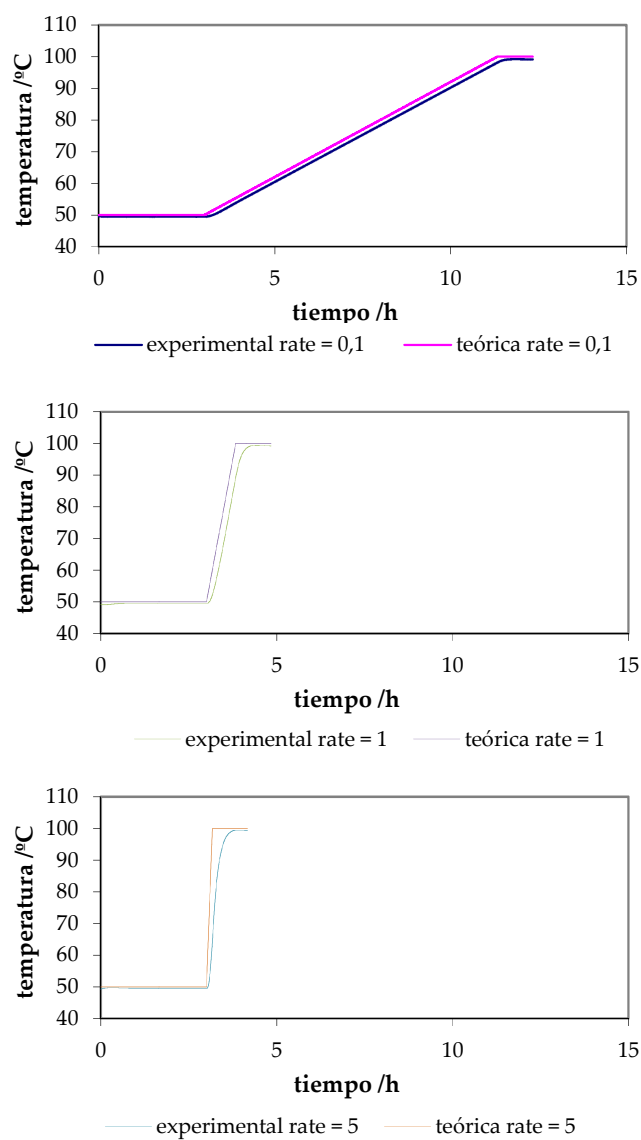 110
100
90
80
70
60
50
40
temperatura /ºC
0 5 10 15
tiempo /h
experimental rate = 0,1 teórica rate = 0,1
110
100
90
80
70
60
50
40
temperatura /ºC
0 5 10 15
tiempo /h
experimental rate = 1 teórica rate = 1
110
100
90
80
70
60
50
40
temperatura /ºC
0 5 10 15
tiempo /h
experimental rate = 5 teórica rate = 5